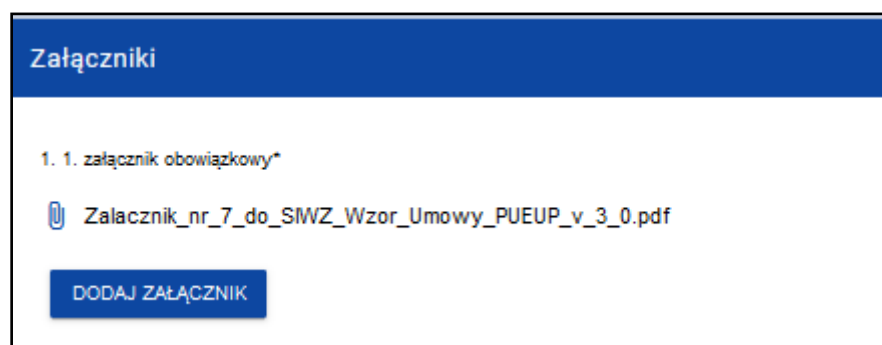 Załączniki
1. 1. załącznik obowiązkowy*
Zalacznik_nr_7_do_SIWZ_Wzor_Umowy_PUEUP_v_3_0.pdf
DODAJ ZAŁĄCZNIK